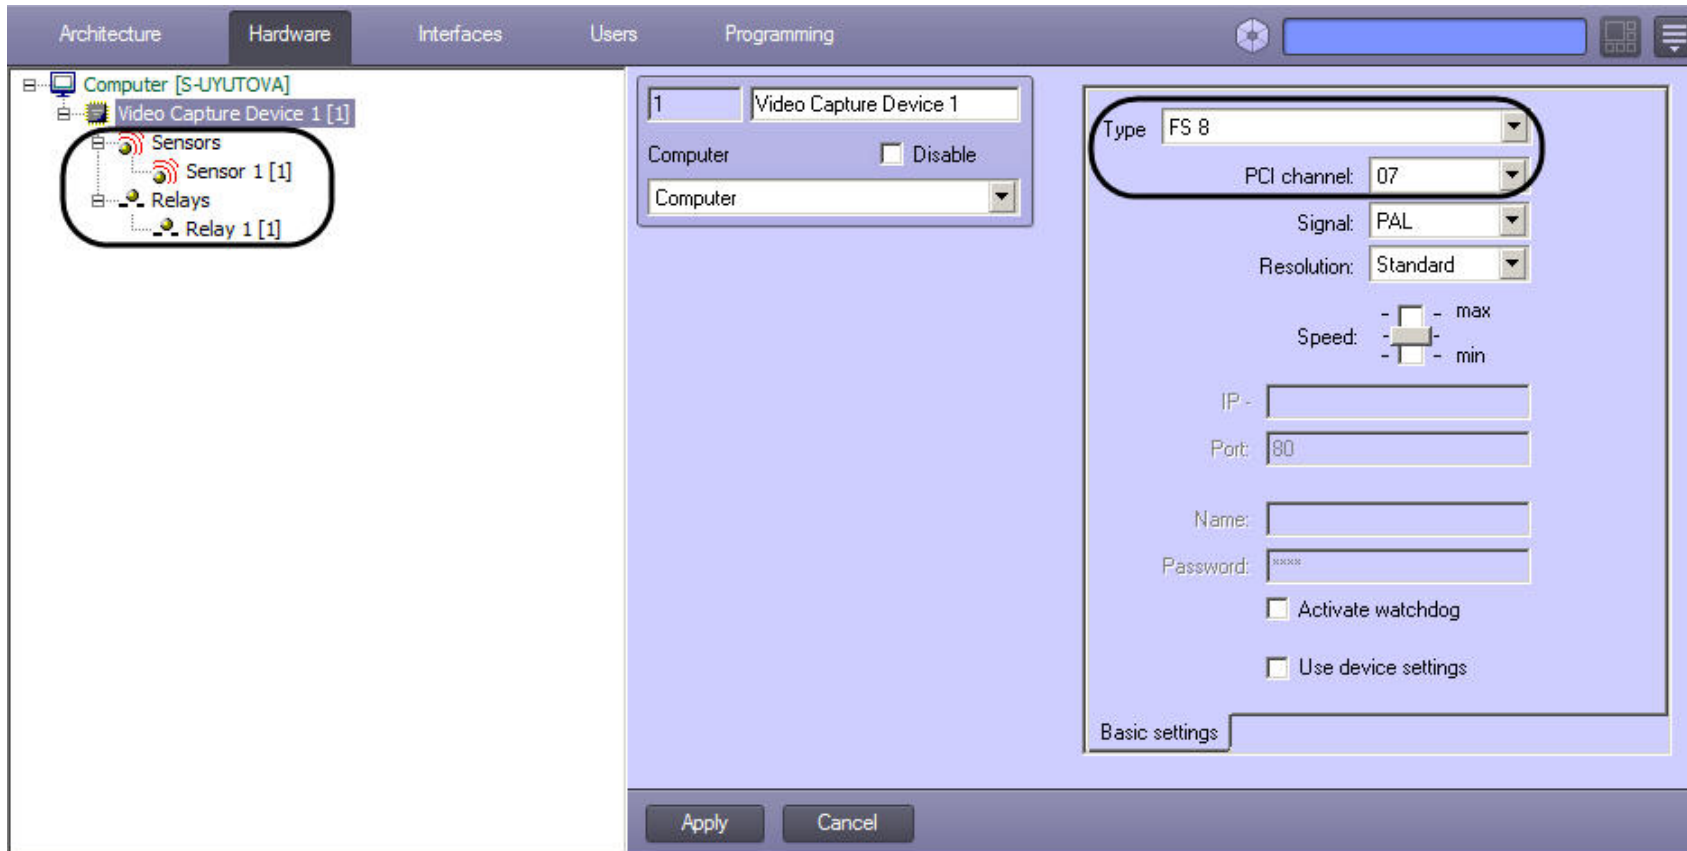 Architecture Hardware Interfaces Users Programming
Computer [S-UYUTOVA]
Video Capture Device 1 [1]
Sensors
Sensor 1 [1]
Relays
Relay 1 [1]
1 Video Capture Device 1
Computer Disable
Computer
Type FS 8
PCI channel: 07
Signal: PAL
Resolution: Standard
max
Speed:
min
IP -
Port: 80
Name:
Password: ****
Activate watchdog
Use device settings
Basic settings
Apply Cancel